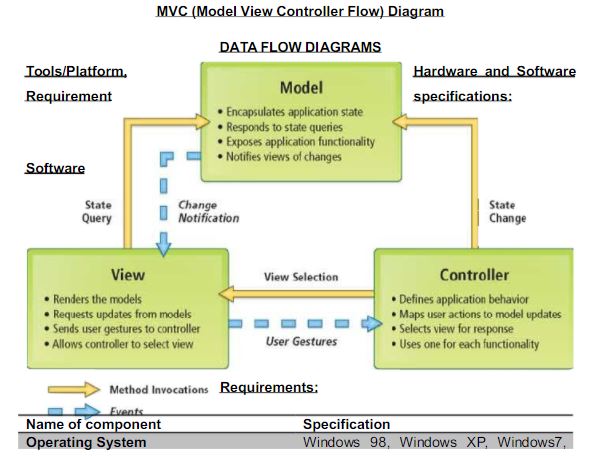 MVC (Model View Controller Flow) Diagram
DATA FLOW DIAGRAMS
Tools/Platform,
Requirement
Hardware and Software
specifications:
Software
Model
• Encapsulates application state
• Responds to state queries
• Exposes application functionality
• Notifies views of changes
State
Query
Change
Notification
State
Change
View
• Renders the models
• Requests updates from models
• Sends user gestures to controller
• Allows controller to select view
View Selection
User Gestures
Controller
• Defines application behavior
• Maps user actions to model updates
• Selects view for response
• Uses one for each functionality
Method Invocations
Requirements:
Events
Name of component Specification
Operating System Windows 98, Windows XP, Windows7,